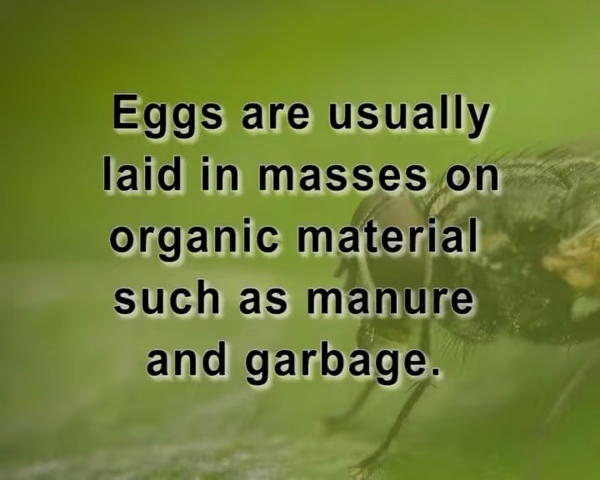 Eggs are usually
laid in masses on
organic material
such as manure
and garbage.